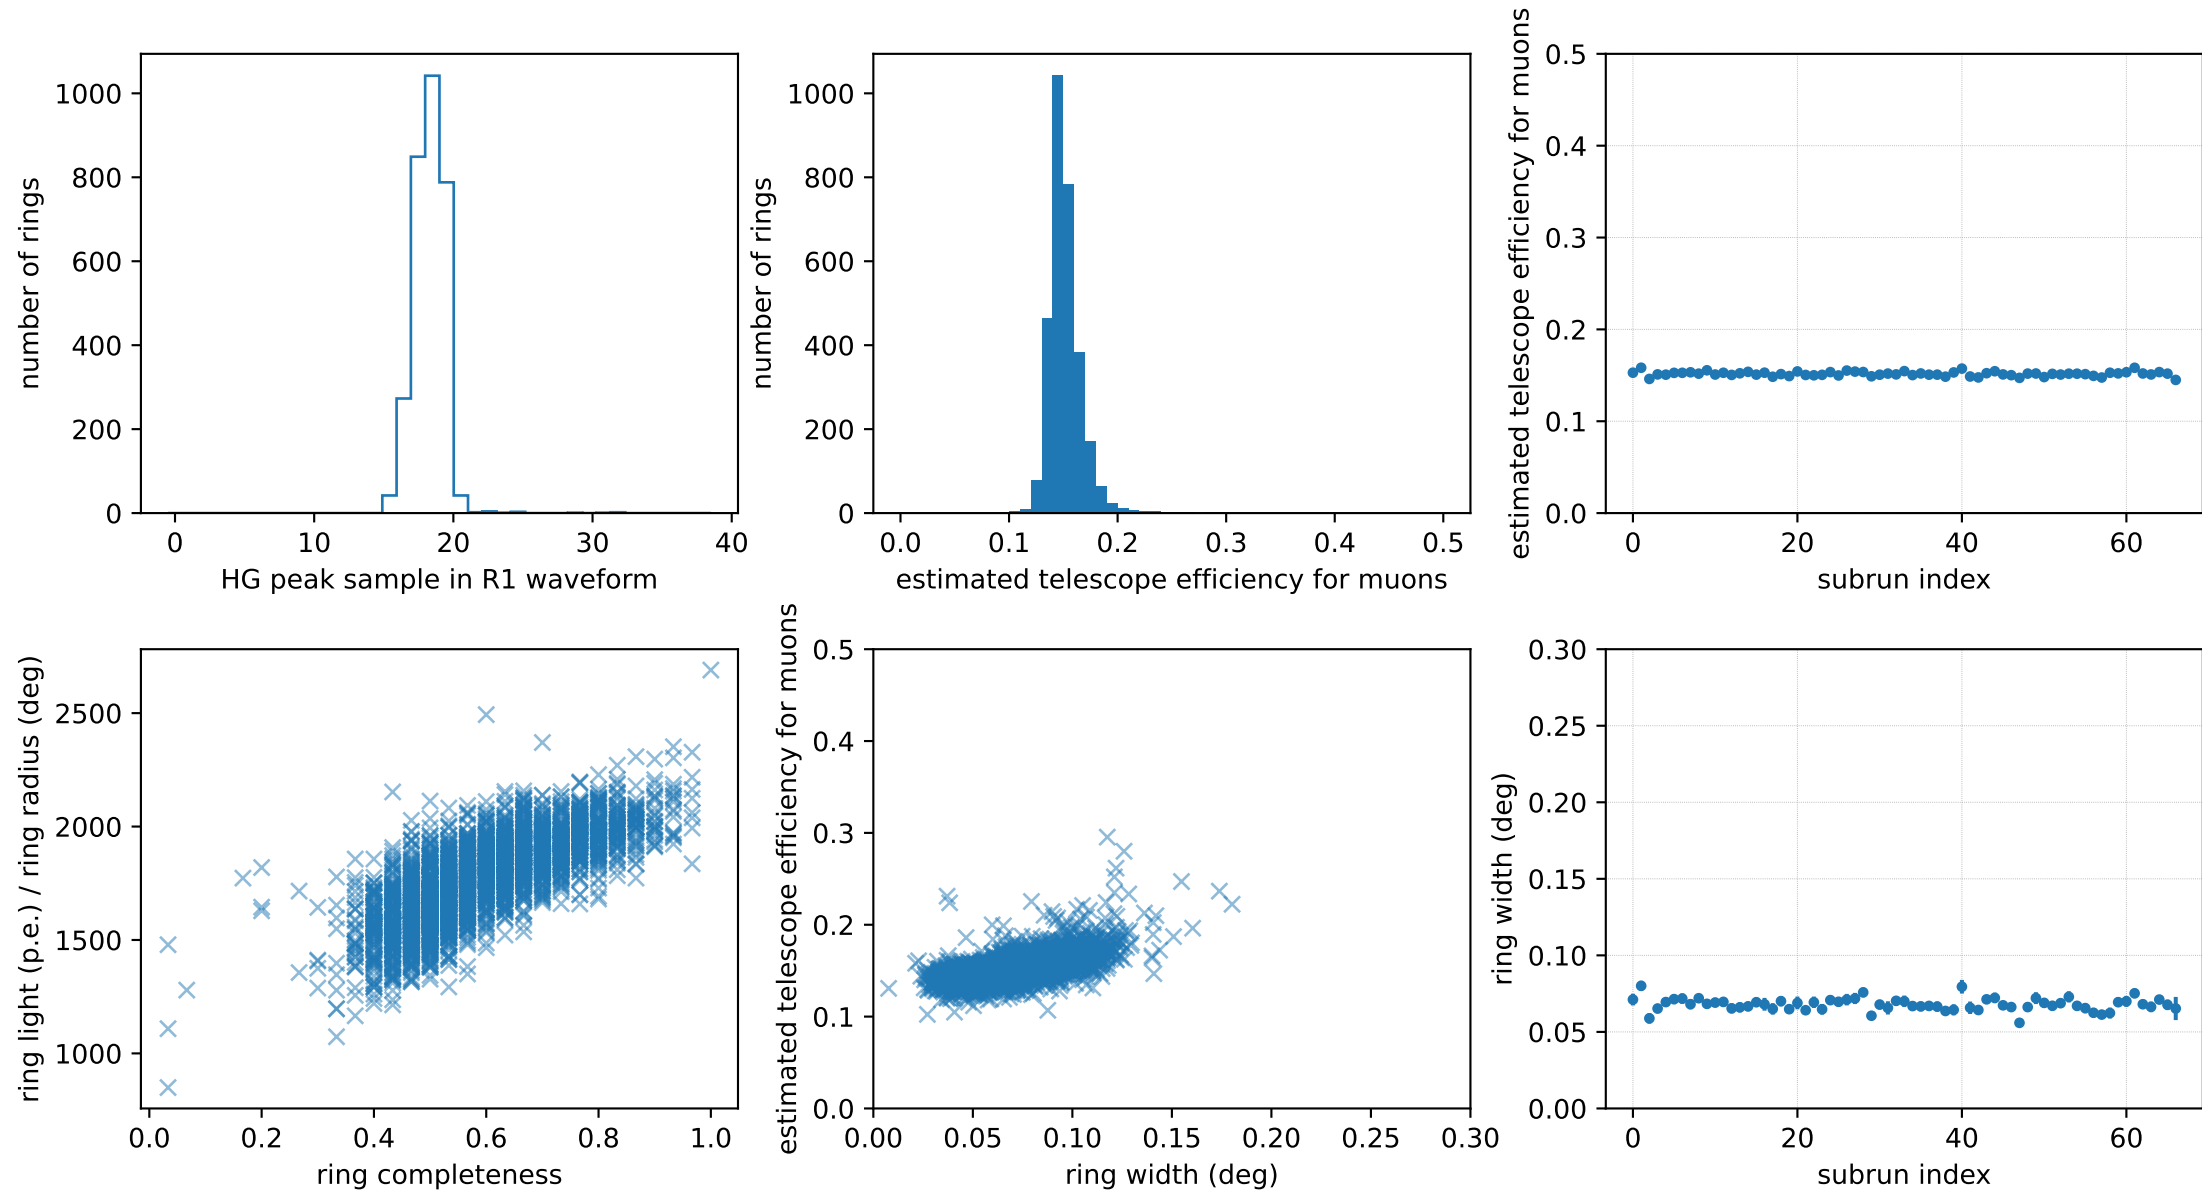 number of rings
1000
800
600
400
200
0
0 10 20 30 40
HG peak sample in R1 waveform
number of rings
1000
800
600
400
200
0
0.0 0.1 0.2 0.3 0.4 0.5
estimated telescope efficiency for muons
estimated telescope efficiency for muons
0.5
0.4
0.3
0.2
0.1
0.0
0 20 40 60
subrun index
ring light (p.e.) / ring radius (deg)
2500
2000
1500
1000
0.0 0.2 0.4 0.6 0.8 1.0
ring completeness
estimated telescope efficiency for muons
0.5
0.4
0.3
0.2
0.1
0.0
0.00 0.05 0.10 0.15 0.20 0.25 0.30
ring width (deg)
ring width (deg)
0.30
0.25
0.20
0.15
0.10
0.05
0.00
0 20 40 60
subrun index